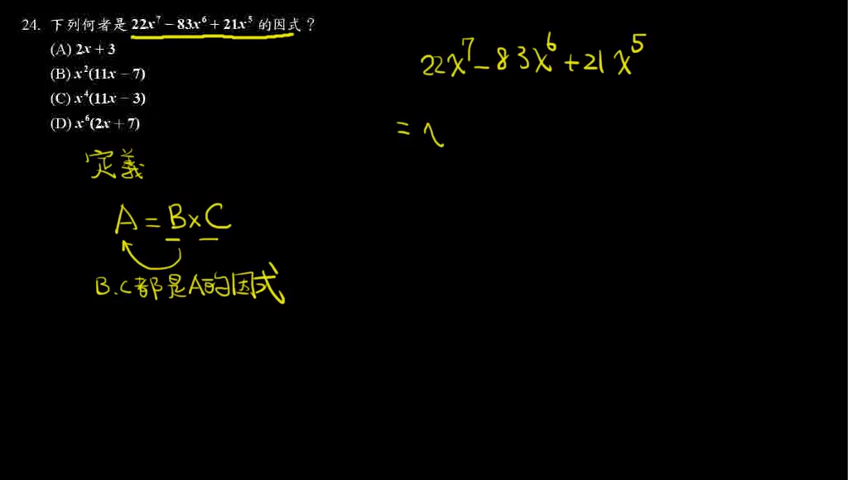 24. 下列何者是 22x⁷ − 83x⁶ + 21x⁵ 的因式？
(A) 2x + 3
(B) x²(11x − 7)
(C) x⁴(11x − 3)
(D) x⁶(2x + 7)
定義
A = B × C
B.C都是A的因式
22x⁷ − 83x⁶ + 21x⁵
=